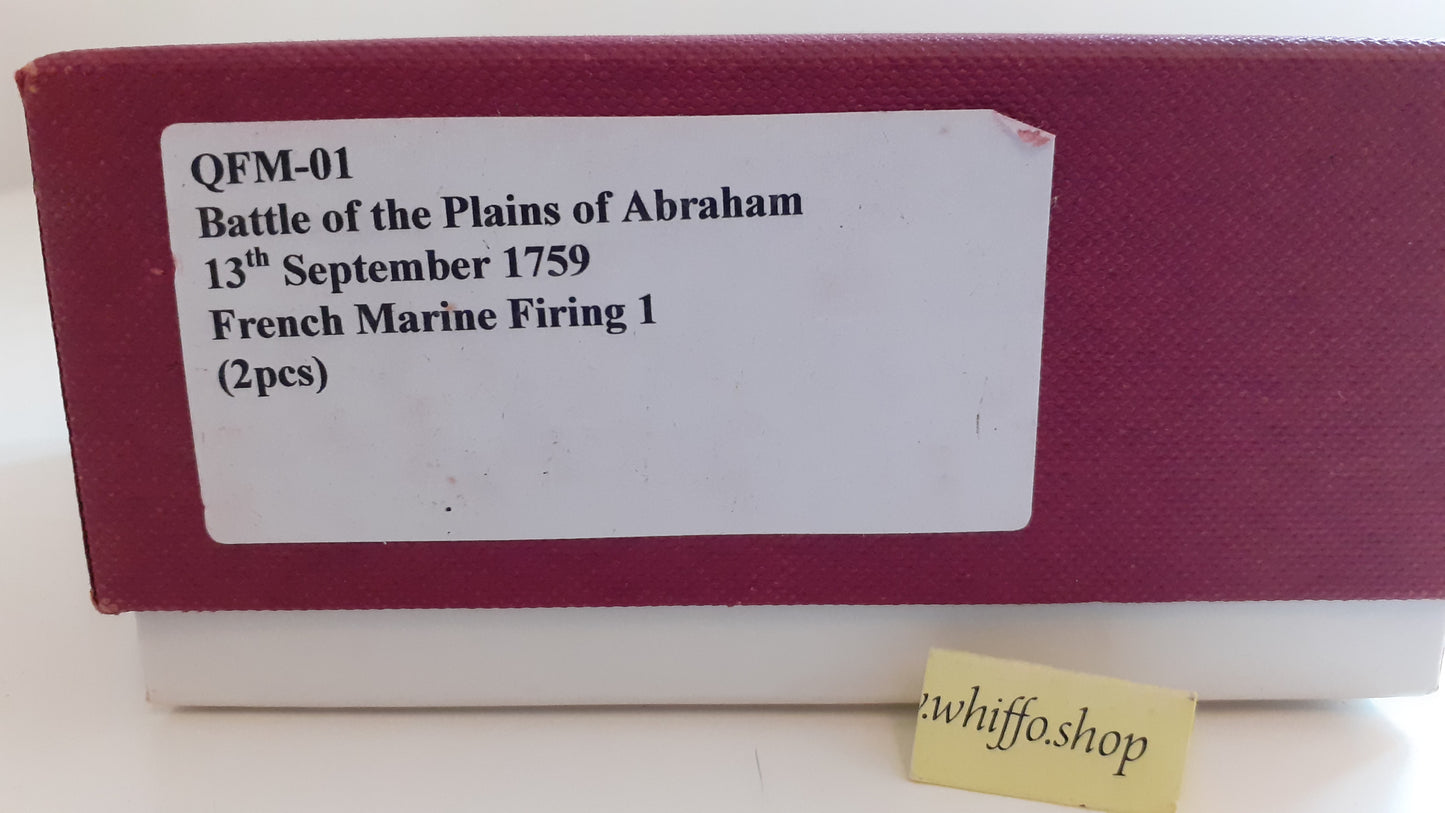 QFM-01
Battle of the Plains of Abraham
13th September 1759
French Marine Firing 1
(2pcs)
.whiffo.shop